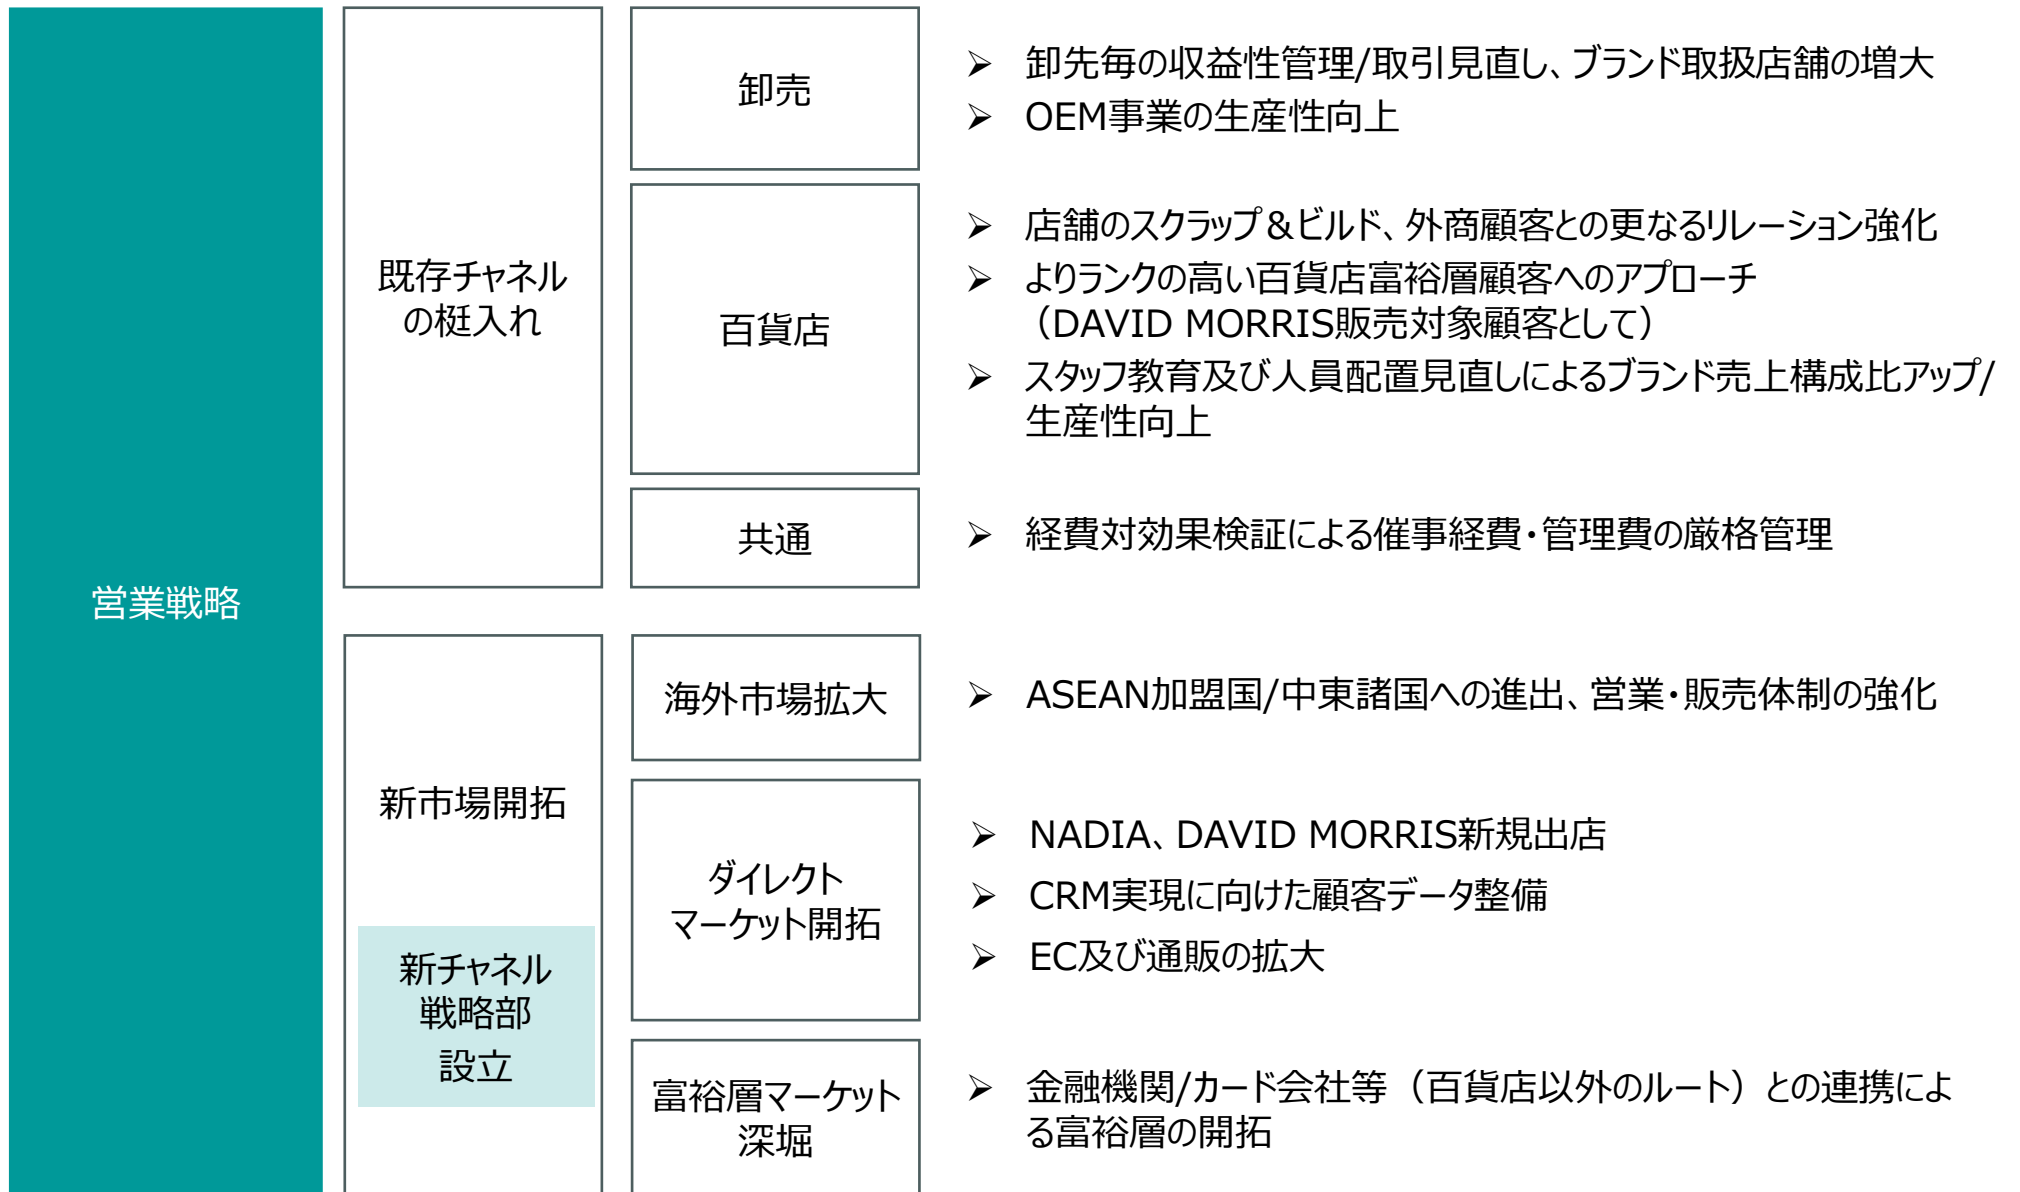 営業戦略
既存チャネル
の梃入れ
卸売
➢ 卸先毎の収益性管理/取引見直し、ブランド取扱店舗の増大
➢ OEM事業の生産性向上
百貨店
➢ 店舗のスクラップ＆ビルド、外商顧客との更なるリレーション強化
➢ よりランクの高い百貨店富裕層顧客へのアプローチ
（DAVID MORRIS販売対象顧客として）
➢ スタッフ教育及び人員配置見直しによるブランド売上構成比アップ/
生産性向上
共通
➢ 経費対効果検証による催事経費・管理費の厳格管理
新市場開拓
新チャネル
戦略部
設立
海外市場拡大
➢ ASEAN加盟国/中東諸国への進出、営業・販売体制の強化
ダイレクト
マーケット開拓
➢ NADIA、DAVID MORRIS新規出店
➢ CRM実現に向けた顧客データ整備
➢ EC及び通販の拡大
富裕層マーケット
深堀
➢ 金融機関/カード会社等（百貨店以外のルート）との連携によ
る富裕層の開拓